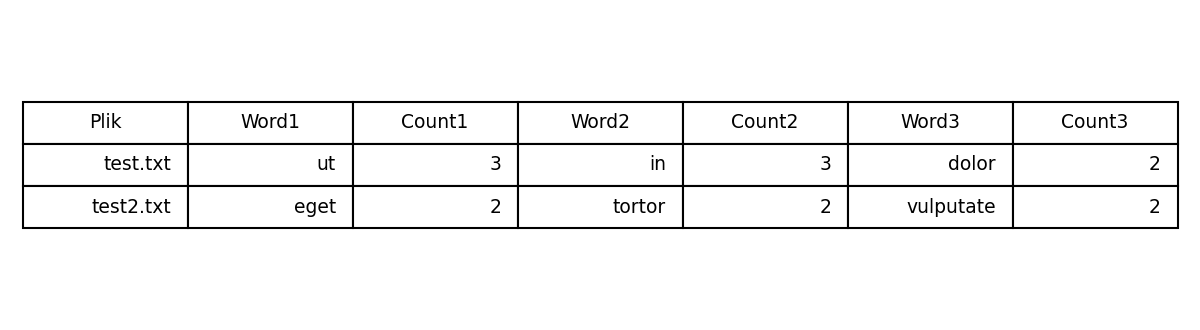 Plik Word1 Count1 Word2 Count2 Word3 Count3
test.txt ut 3 in 3 dolor 2
test2.txt eget 2 tortor 2 vulputate 2